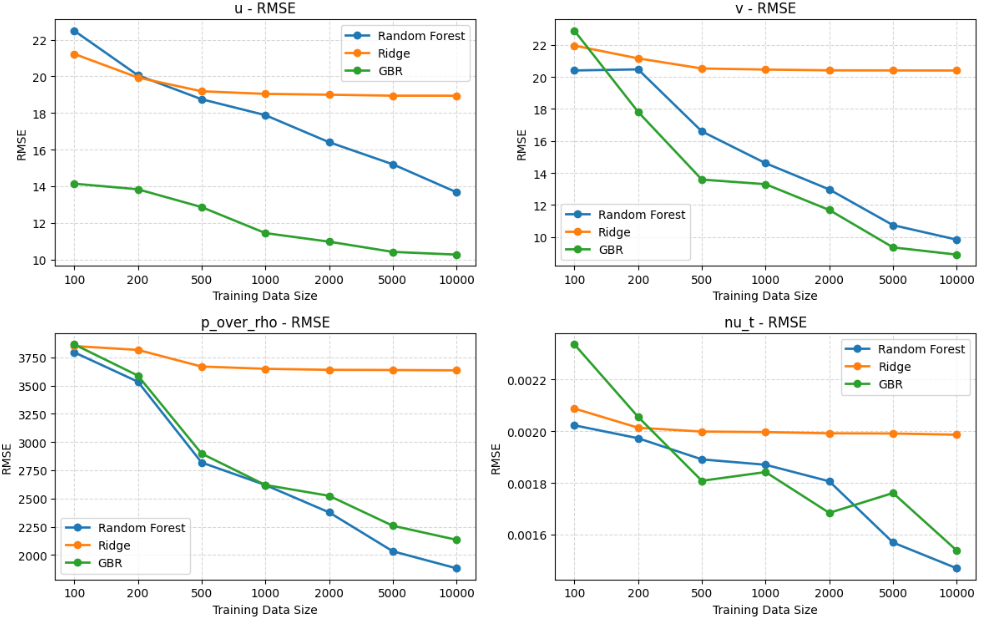 u - RMSE
RMSE
22
20
18
16
14
12
10
Random Forest
Ridge
GBR
100 200 500 1000 2000 5000 10000
Training Data Size
v - RMSE
RMSE
22
20
18
16
14
12
10
Random Forest
Ridge
GBR
100 200 500 1000 2000 5000 10000
Training Data Size
p_over_rho - RMSE
RMSE
3750
3500
3250
3000
2750
2500
2250
2000
Random Forest
Ridge
GBR
100 200 500 1000 2000 5000 10000
Training Data Size
nu_t - RMSE
RMSE
0.0022
0.0020
0.0018
0.0016
Random Forest
Ridge
GBR
100 200 500 1000 2000 5000 10000
Training Data Size